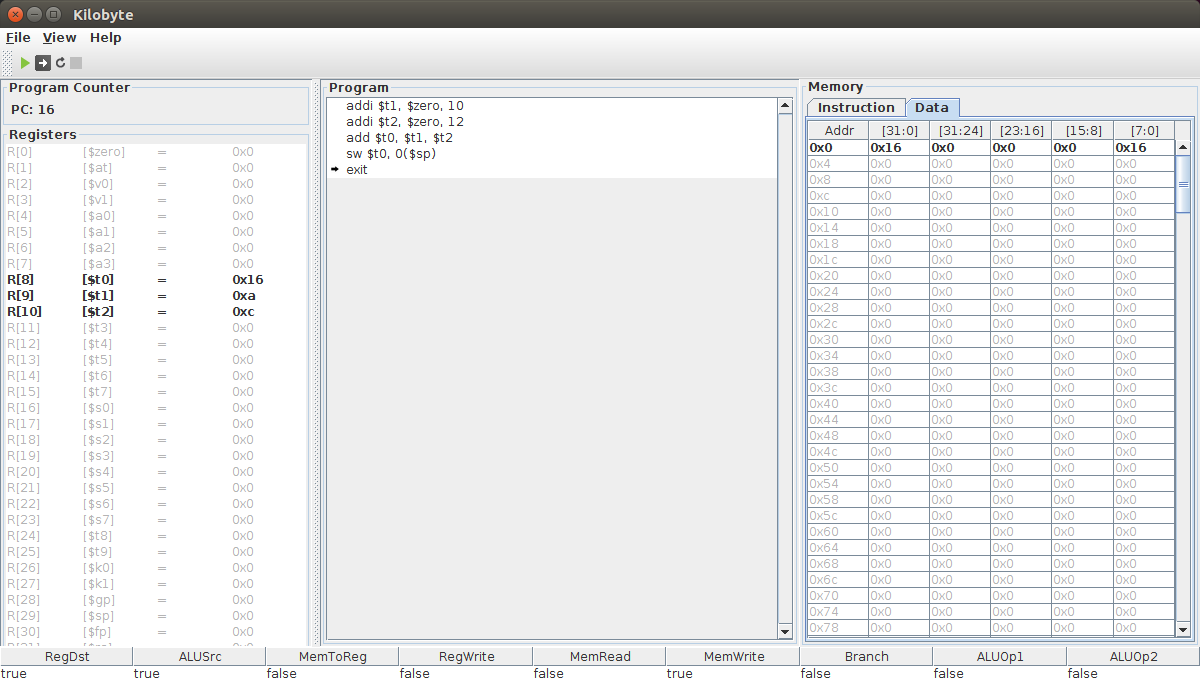 Kilobyte
File View Help
Program Counter
PC: 16
Registers
R[0] [$zero] = 0x0
R[1] [$at] = 0x0
R[2] [$v0] = 0x0
R[3] [$v1] = 0x0
R[4] [$a0] = 0x0
R[5] [$a1] = 0x0
R[6] [$a2] = 0x0
R[7] [$a3] = 0x0
R[8] [$t0] = 0x16
R[9] [$t1] = 0xa
R[10] [$t2] = 0xc
R[11] [$t3] = 0x0
R[12] [$t4] = 0x0
R[13] [$t5] = 0x0
R[14] [$t6] = 0x0
R[15] [$t7] = 0x0
R[16] [$s0] = 0x0
R[17] [$s1] = 0x0
R[18] [$s2] = 0x0
R[19] [$s3] = 0x0
R[20] [$s4] = 0x0
R[21] [$s5] = 0x0
R[22] [$s6] = 0x0
R[23] [$s7] = 0x0
R[24] [$t8] = 0x0
R[25] [$t9] = 0x0
R[26] [$k0] = 0x0
R[27] [$k1] = 0x0
R[28] [$gp] = 0x0
R[29] [$sp] = 0x0
R[30] [$fp] = 0x0
Program
addi $t1, $zero, 10
addi $t2, $zero, 12
add $t0, $t1, $t2
sw $t0, 0($sp)
exit
Memory
Instruction Data
Addr [31:0] [31:24] [23:16] [15:8] [7:0]
0x0 0x16 0x0 0x0 0x0 0x16
0x4 0x0 0x0 0x0 0x0 0x0
0x8 0x0 0x0 0x0 0x0 0x0
0xc 0x0 0x0 0x0 0x0 0x0
0x10 0x0 0x0 0x0 0x0 0x0
0x14 0x0 0x0 0x0 0x0 0x0
0x18 0x0 0x0 0x0 0x0 0x0
0x1c 0x0 0x0 0x0 0x0 0x0
0x20 0x0 0x0 0x0 0x0 0x0
0x24 0x0 0x0 0x0 0x0 0x0
0x28 0x0 0x0 0x0 0x0 0x0
0x2c 0x0 0x0 0x0 0x0 0x0
0x30 0x0 0x0 0x0 0x0 0x0
0x34 0x0 0x0 0x0 0x0 0x0
0x38 0x0 0x0 0x0 0x0 0x0
0x3c 0x0 0x0 0x0 0x0 0x0
0x40 0x0 0x0 0x0 0x0 0x0
0x44 0x0 0x0 0x0 0x0 0x0
0x48 0x0 0x0 0x0 0x0 0x0
0x4c 0x0 0x0 0x0 0x0 0x0
0x50 0x0 0x0 0x0 0x0 0x0
0x54 0x0 0x0 0x0 0x0 0x0
0x58 0x0 0x0 0x0 0x0 0x0
0x5c 0x0 0x0 0x0 0x0 0x0
0x60 0x0 0x0 0x0 0x0 0x0
0x64 0x0 0x0 0x0 0x0 0x0
0x68 0x0 0x0 0x0 0x0 0x0
0x6c 0x0 0x0 0x0 0x0 0x0
0x70 0x0 0x0 0x0 0x0 0x0
0x74 0x0 0x0 0x0 0x0 0x0
0x78 0x0 0x0 0x0 0x0 0x0
RegDst ALUSrc MemToReg RegWrite MemRead MemWrite Branch ALUOp1 ALUOp2
true true false false false true false false false